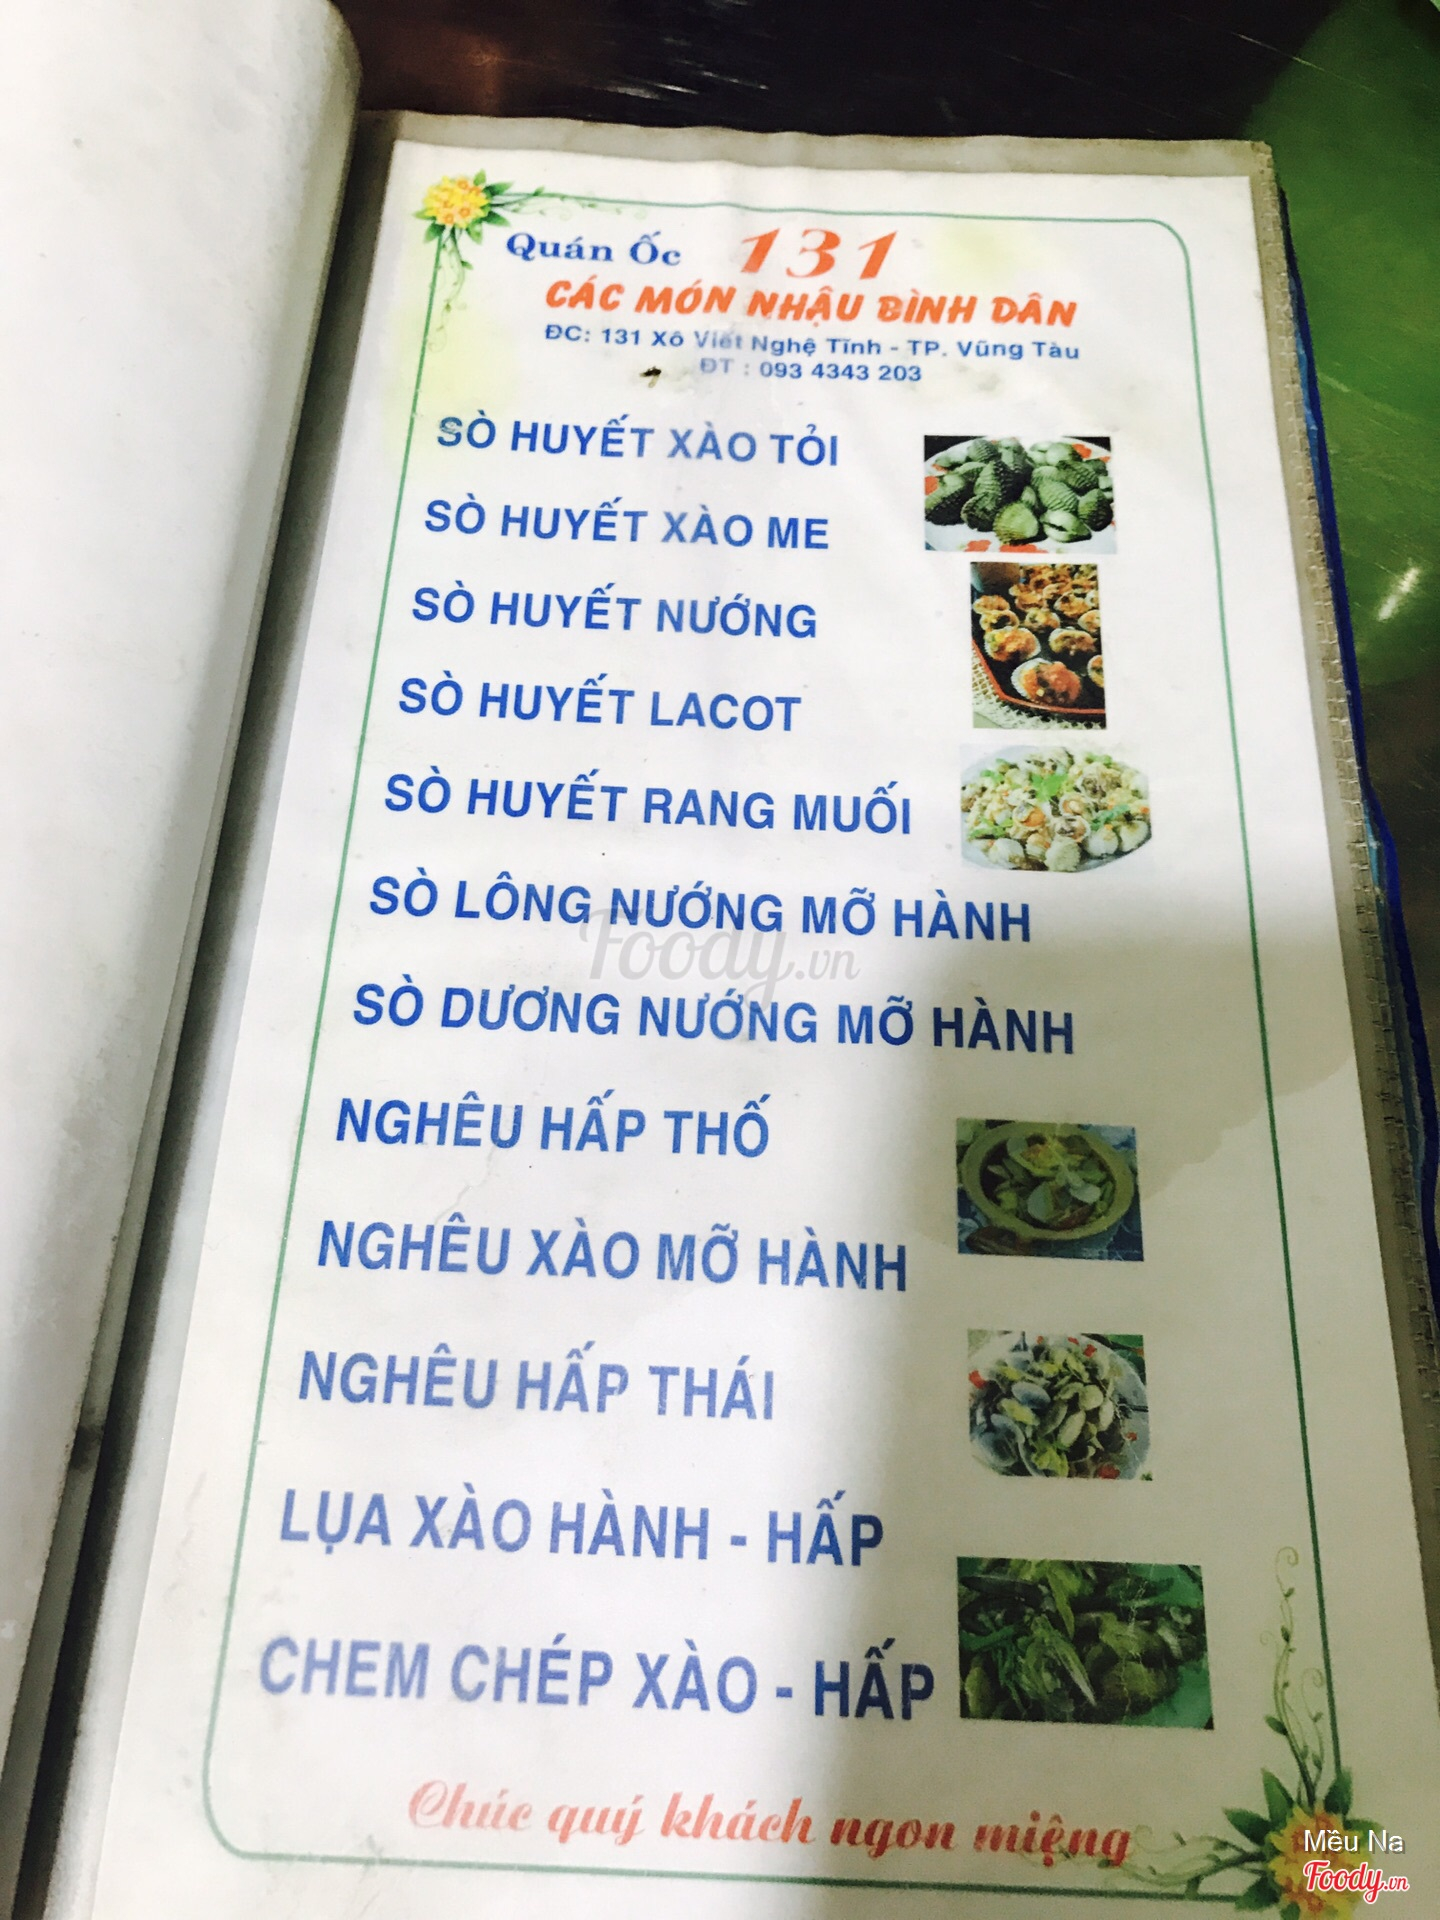 Quán Ốc 131
CÁC MÓN NHẬU BÌNH DÂN
ĐC: 131 Xô Viết Nghệ Tĩnh - TP. Vũng Tàu
ĐT : 093 4343 203
SÒ HUYẾT XÀO TỎI
SÒ HUYẾT XÀO ME
SÒ HUYẾT NƯỚNG
SÒ HUYẾT LACOT
SÒ HUYẾT RANG MUỐI
SÒ LÔNG NƯỚNG MỠ HÀNH
Foody.vn
SÒ DƯƠNG NƯỚNG MỠ HÀNH
NGHÊU HẤP THỐ
NGHÊU XÀO MỠ HÀNH
NGHÊU HẤP THÁI
LỤA XÀO HÀNH - HẤP
CHEM CHÉP XÀO - HẤP
Chúc quý khách ngon miệng
Mều Na
Foody.vn